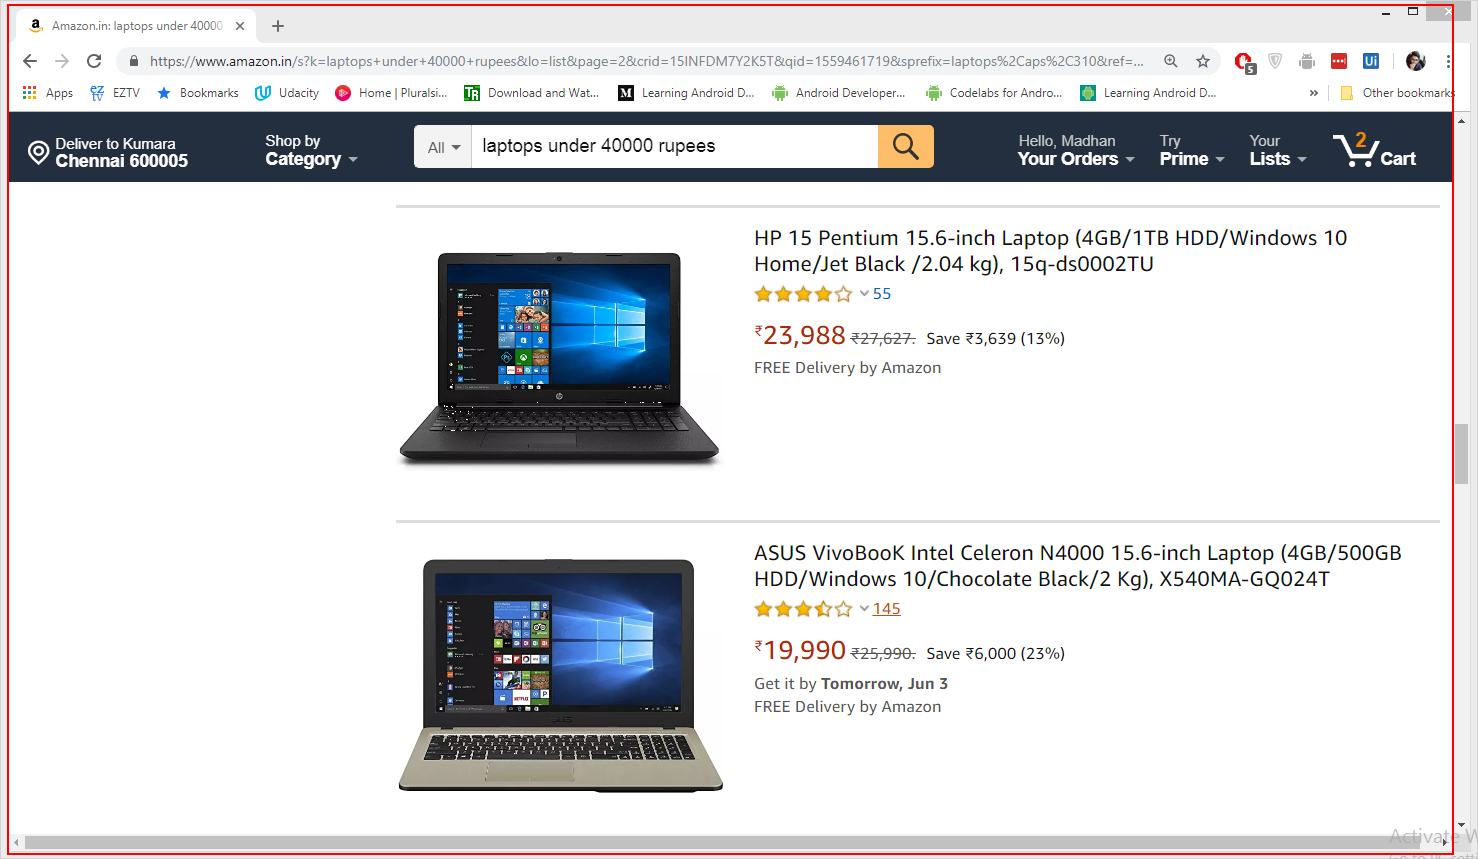 Amazon.in: laptops under 40000
https://www.amazon.in/s?k=laptops+under+40000+rupees&lo=list&page=2&crid=15INFDM7Y2K5T&qid=1559461719&sprefix=laptops%2Caps%2C310&ref=...
5
Ui
Apps
EZTV
Bookmarks
Udacity
Home | Pluralsi...
TR
Download and Wat...
M
Learning Android D...
Android Developer...
Codelabs for Andro...
Learning Android D...
»
Other bookmarks
Deliver to Kumara
Chennai 600005
Shop by
Category
All
laptops under 40000 rupees
Hello, Madhan
Your Orders
Try
Prime
Your
Lists
2
Cart
HP 15 Pentium 15.6-inch Laptop (4GB/1TB HDD/Windows 10
Home/Jet Black /2.04 kg), 15q-ds0002TU
55
₹23,988 ₹27,627. Save ₹3,639 (13%)
FREE Delivery by Amazon
ASUS VivoBooK Intel Celeron N4000 15.6-inch Laptop (4GB/500GB
HDD/Windows 10/Chocolate Black/2 Kg), X540MA-GQ024T
145
₹19,990 ₹25,990. Save ₹6,000 (23%)
Get it by Tomorrow, Jun 3
FREE Delivery by Amazon
Activate W